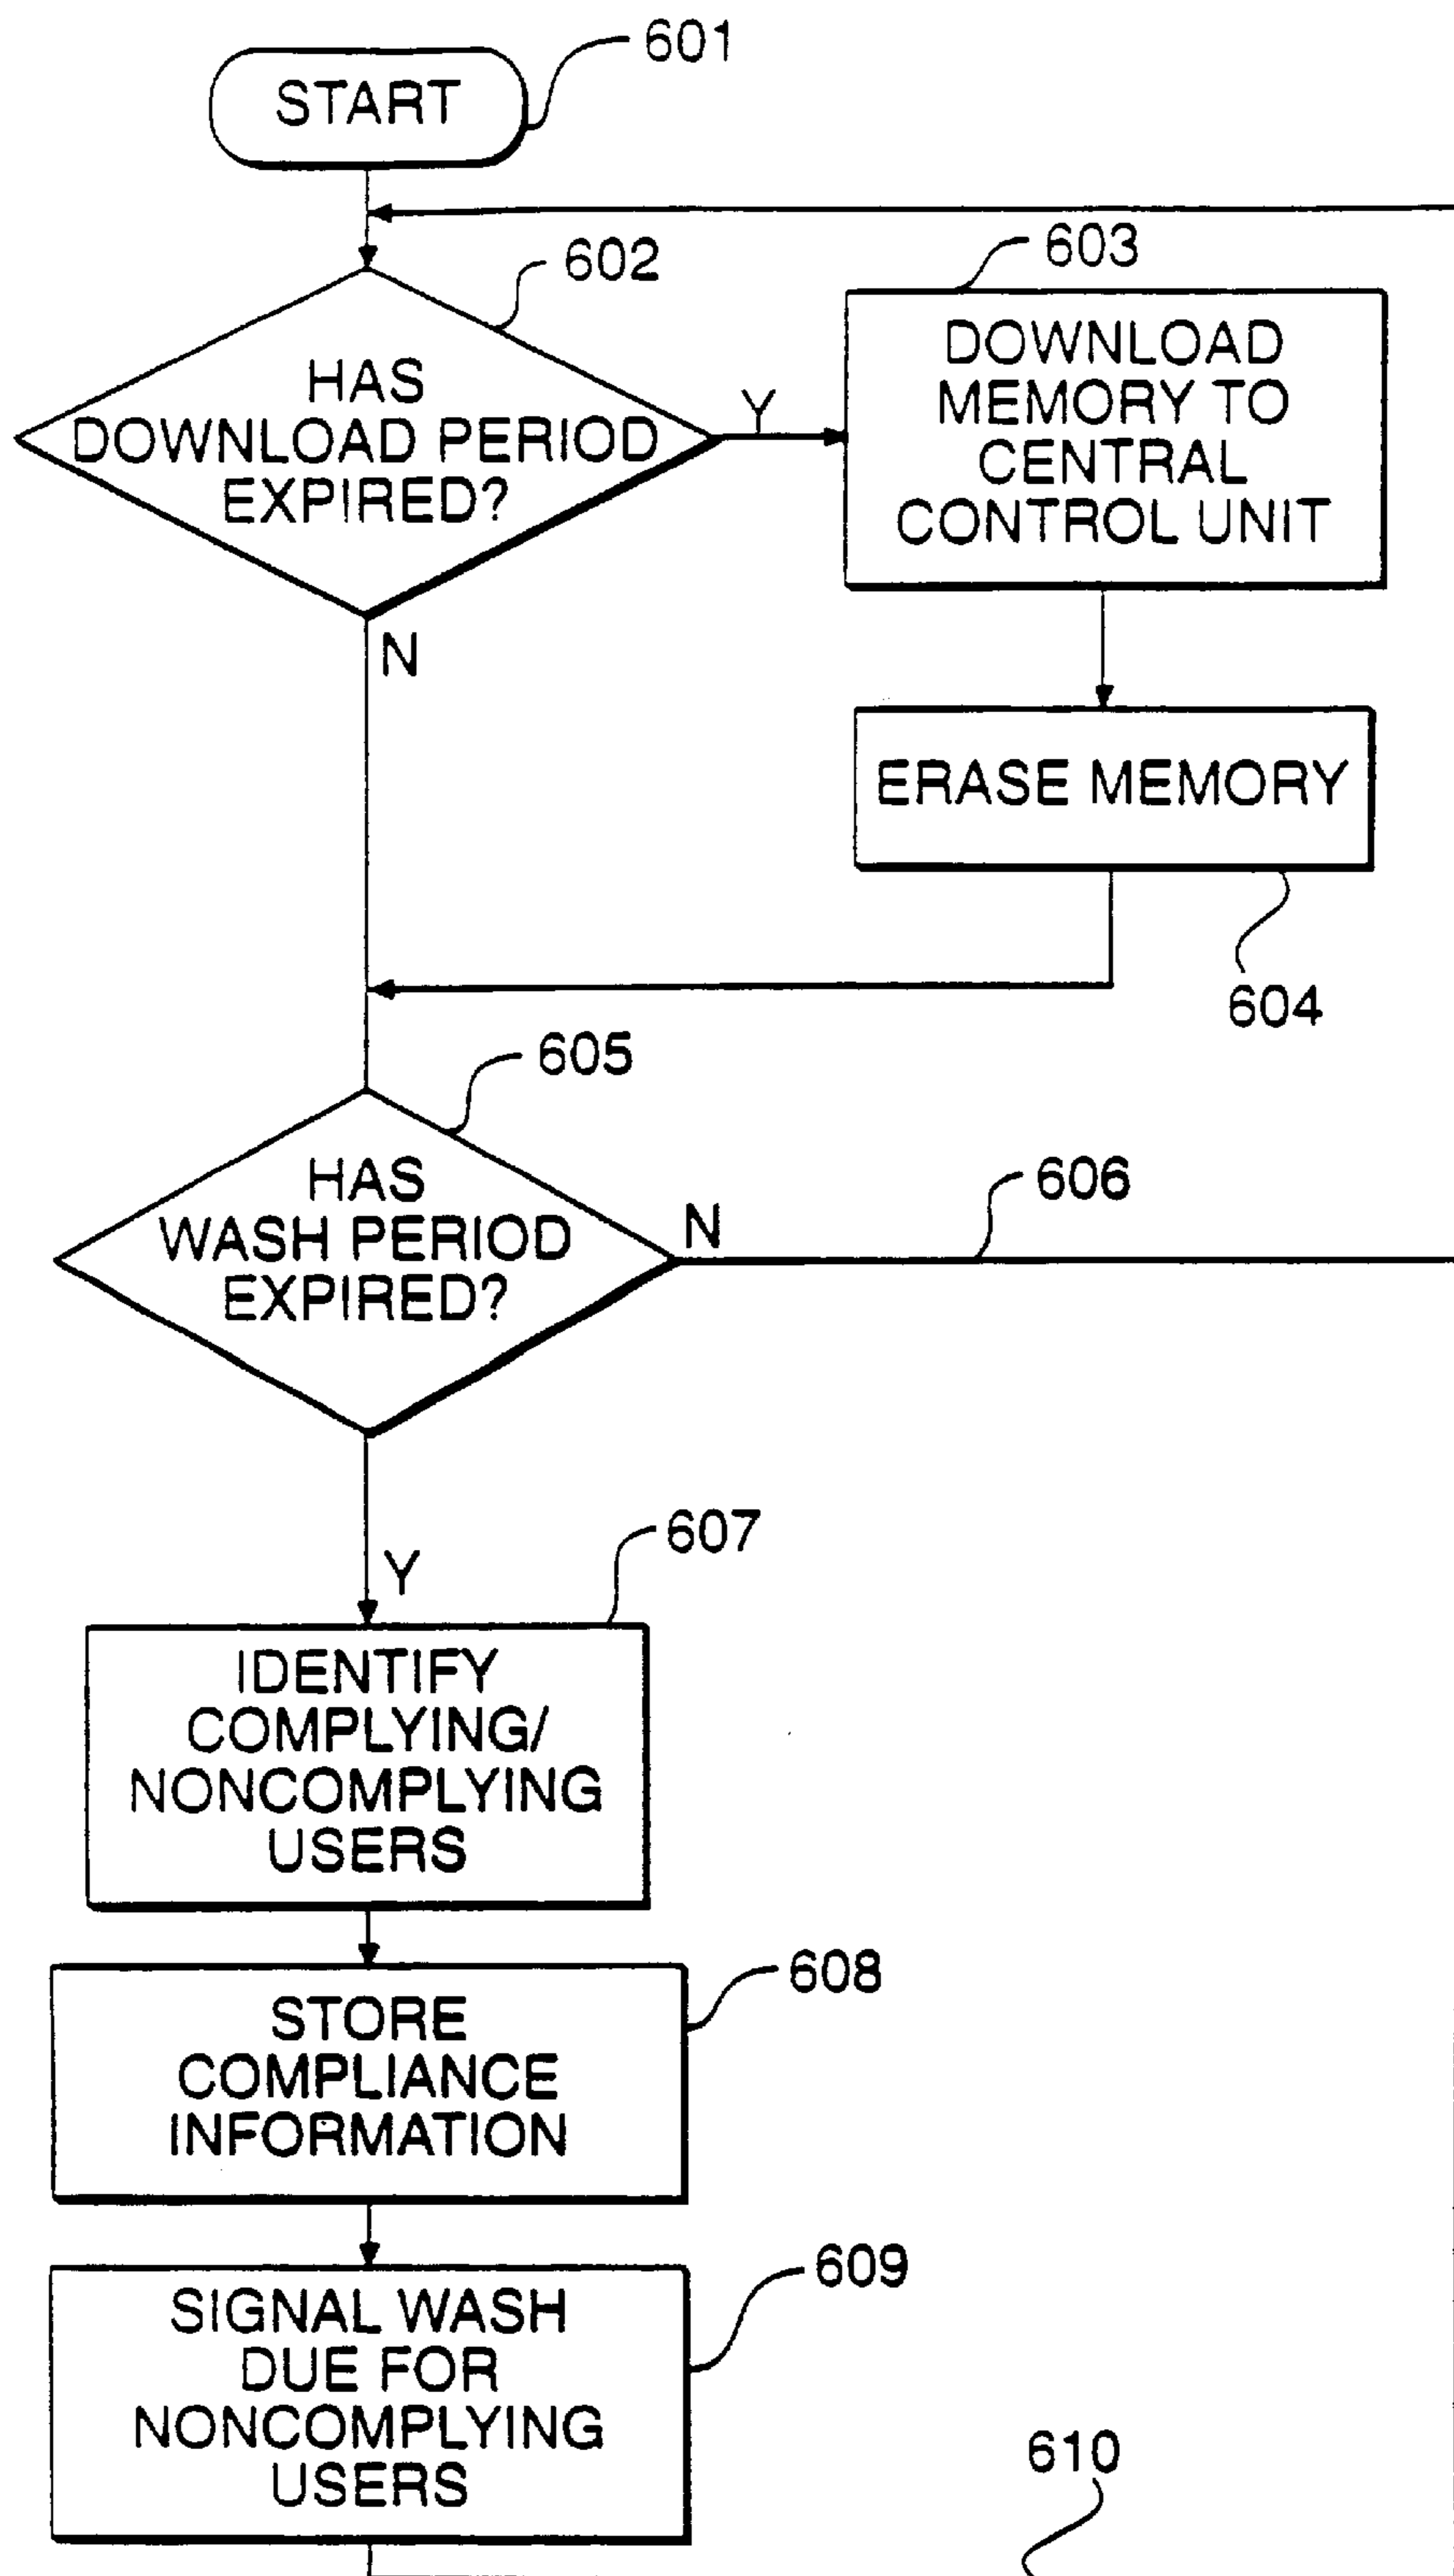 601
START
602
HAS
DOWNLOAD PERIOD
EXPIRED?
Y
N
603
DOWNLOAD
MEMORY TO
CENTRAL
CONTROL UNIT
ERASE MEMORY
604
605
HAS
WASH PERIOD
EXPIRED?
N
606
Y
607
IDENTIFY
COMPLYING/
NONCOMPLYING
USERS
608
STORE
COMPLIANCE
INFORMATION
609
SIGNAL WASH
DUE FOR
NONCOMPLYING
USERS
610